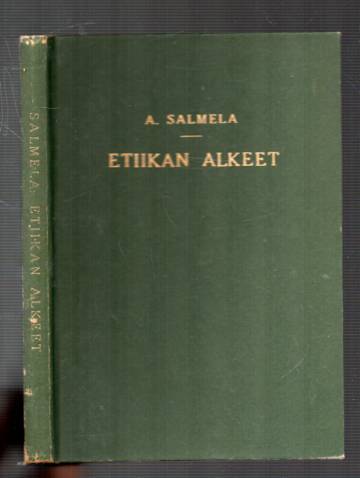 A. SALMELA
ETIIKAN ALKEET
SALMELA: ETIIKAN ALKEET